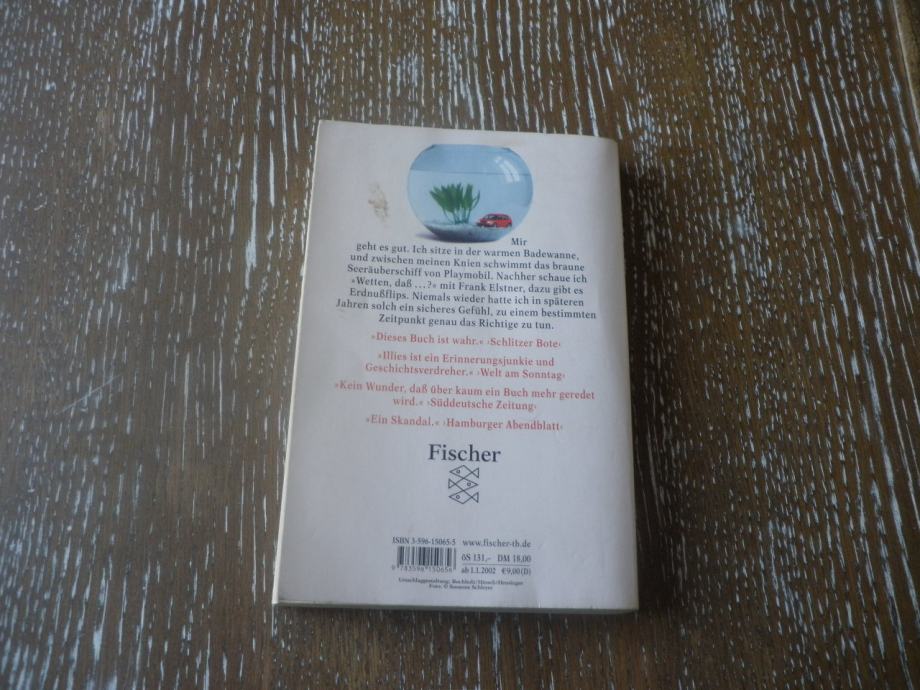 Mir
geht es gut. Ich sitze in der warmen Badewanne,
und zwischen meinen Knien schwimmt das braune
Seeräuberschiff von Playmobil. Nachher schaue ich
»Wetten, daß ...?« mit Frank Elstner, dazu gibt es
Erdnußflips. Niemals wieder hatte ich in späteren
Jahren solch ein sicheres Gefühl, zu einem bestimmten
Zeitpunkt genau das Richtige zu tun.
»Dieses Buch ist wahr.« ›Schlitzer Bote‹
»Illies ist ein Erinnerungsjunkie und
Geschichtsverdreher.« ›Welt am Sonntag‹
»Kein Wunder, daß über kaum ein Buch mehr geredet
wird.« ›Süddeutsche Zeitung‹
»Ein Skandal.« ›Hamburger Abendblatt‹
Fischer
ISBN 3-596-15065-5 www.fischer-tb.de
öS 131,– DM 18,00
9 783596 150656 ab 1.1.2002 €9,00(D)
Umschlaggestaltung:
Foto: ©